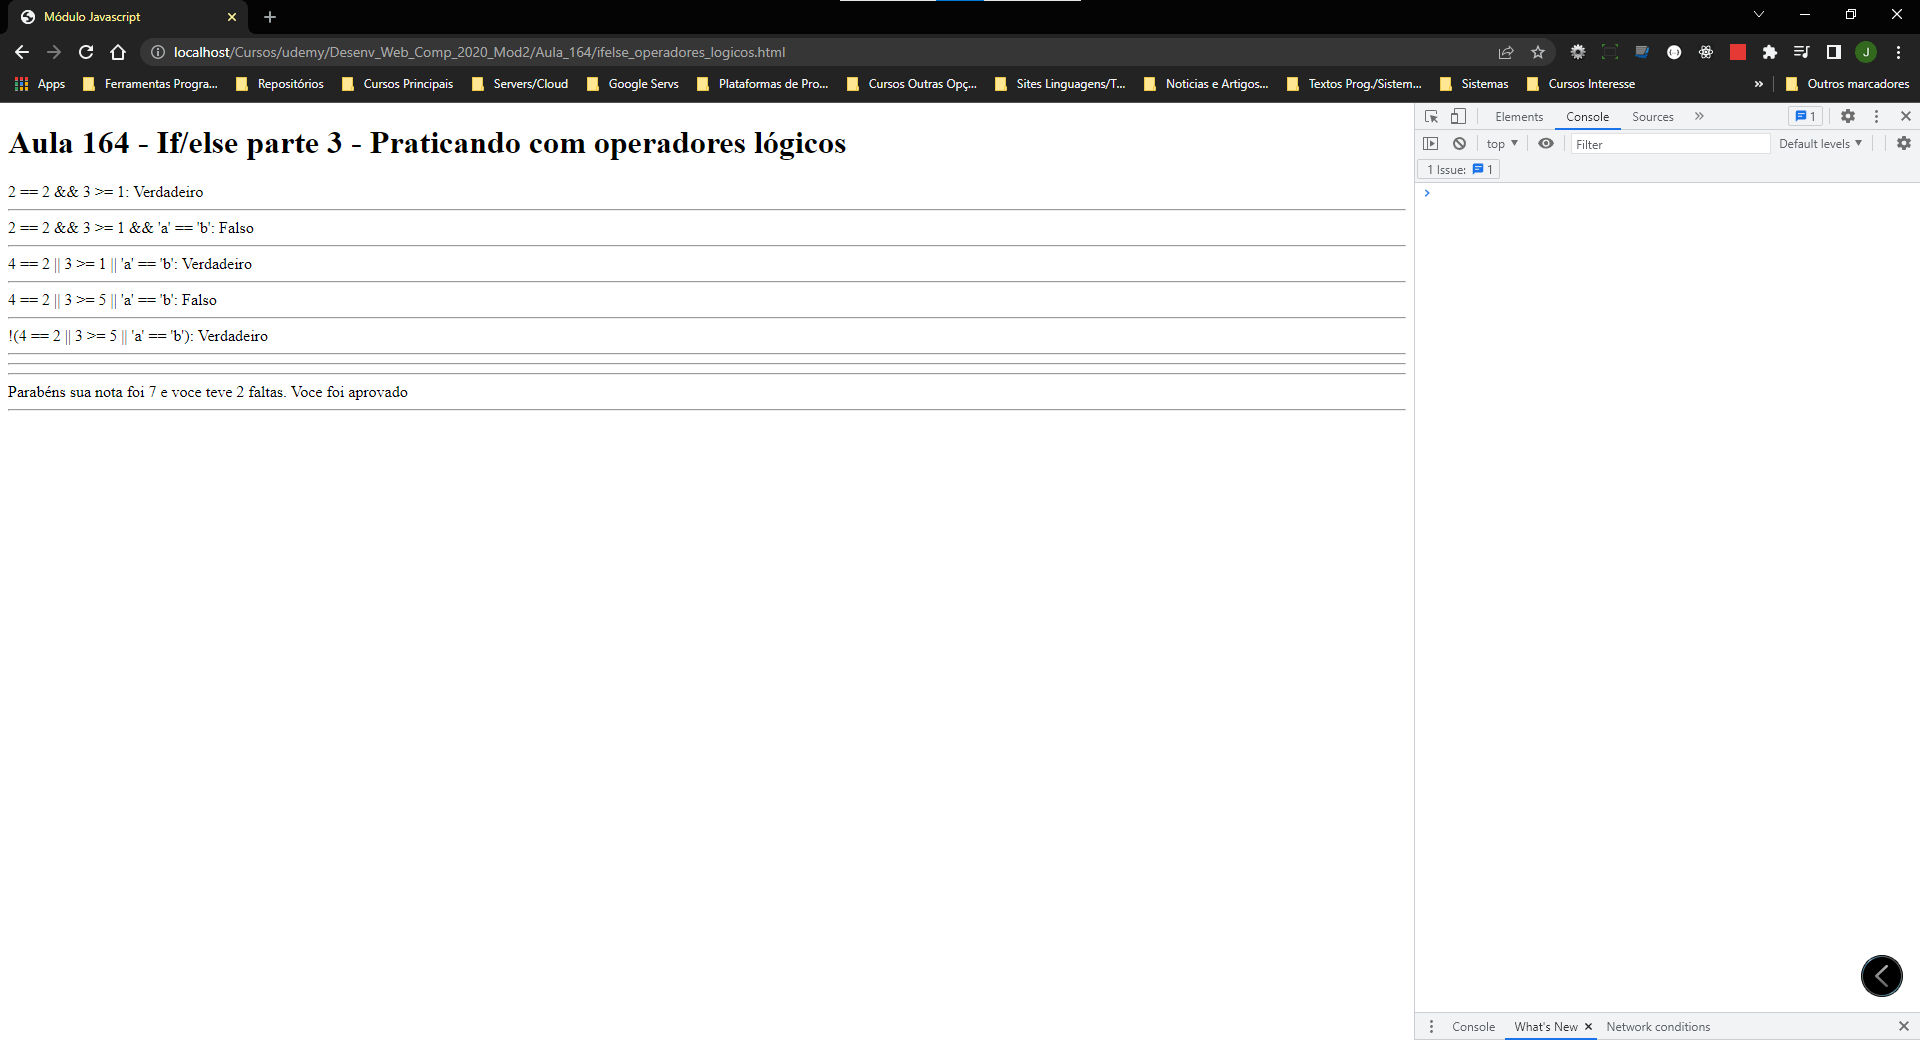 Módulo Javascript
localhost/Cursos/udemy/Desenv_Web_Comp_2020_Mod2/Aula_164/ifelse_operadores_logicos.html
J
Apps Ferramentas Progra... Repositórios Cursos Principais Servers/Cloud Google Servs Plataformas de Pro... Cursos Outras Opç... Sites Linguagens/T... Noticias e Artigos... Textos Prog./Sistem... Sistemas Cursos Interesse » Outros marcadores
Aula 164 - If/else parte 3 - Praticando com operadores lógicos
2 == 2 && 3 >= 1: Verdadeiro
2 == 2 && 3 >= 1 && 'a' == 'b': Falso
4 == 2 || 3 >= 1 || 'a' == 'b': Verdadeiro
4 == 2 || 3 >= 5 || 'a' == 'b': Falso
!(4 == 2 || 3 >= 5 || 'a' == 'b'): Verdadeiro
Parabéns sua nota foi 7 e voce teve 2 faltas. Voce foi aprovado
Elements Console Sources » 1
top Filter Default levels
1 Issue: 1
Console What's New Network conditions